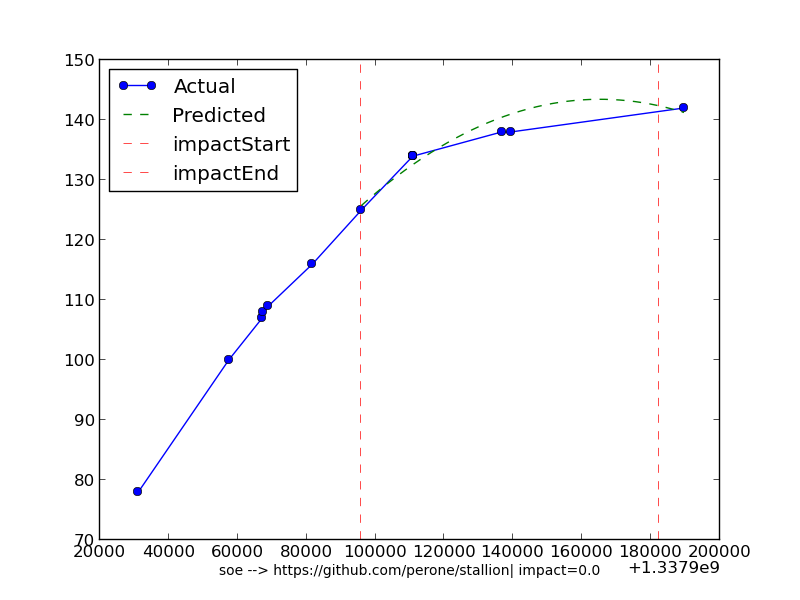 150
140
130
120
110
100
90
80
70
Actual
Predicted
impactStart
impactEnd
20000 40000 60000 80000 100000 120000 140000 160000 180000 200000
+1.3379e9
soe --> https://github.com/perone/stallion| impact=0.0